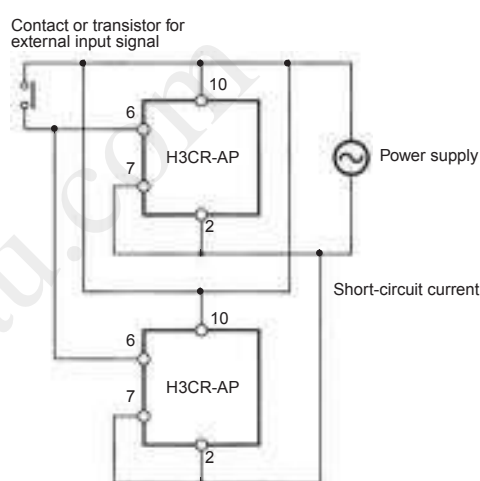 Contact or transistor for
external input signal
10
6
H3CR-AP
7
2
Power supply
Short-circuit current
10
6
H3CR-AP
7
2